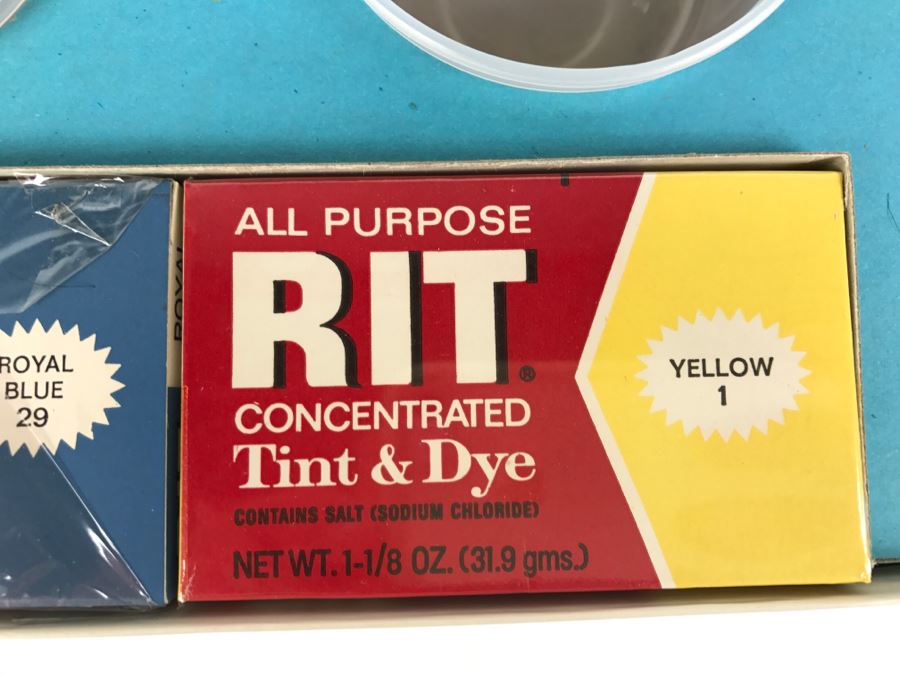 ROYAL
BLUE
29
ROYAL
ALL PURPOSE
RIT®
CONCENTRATED
Tint & Dye
CONTAINS SALT (SODIUM CHLORIDE)
NET WT. 1-1/8 OZ. (31.9 gms.)
YELLOW
1